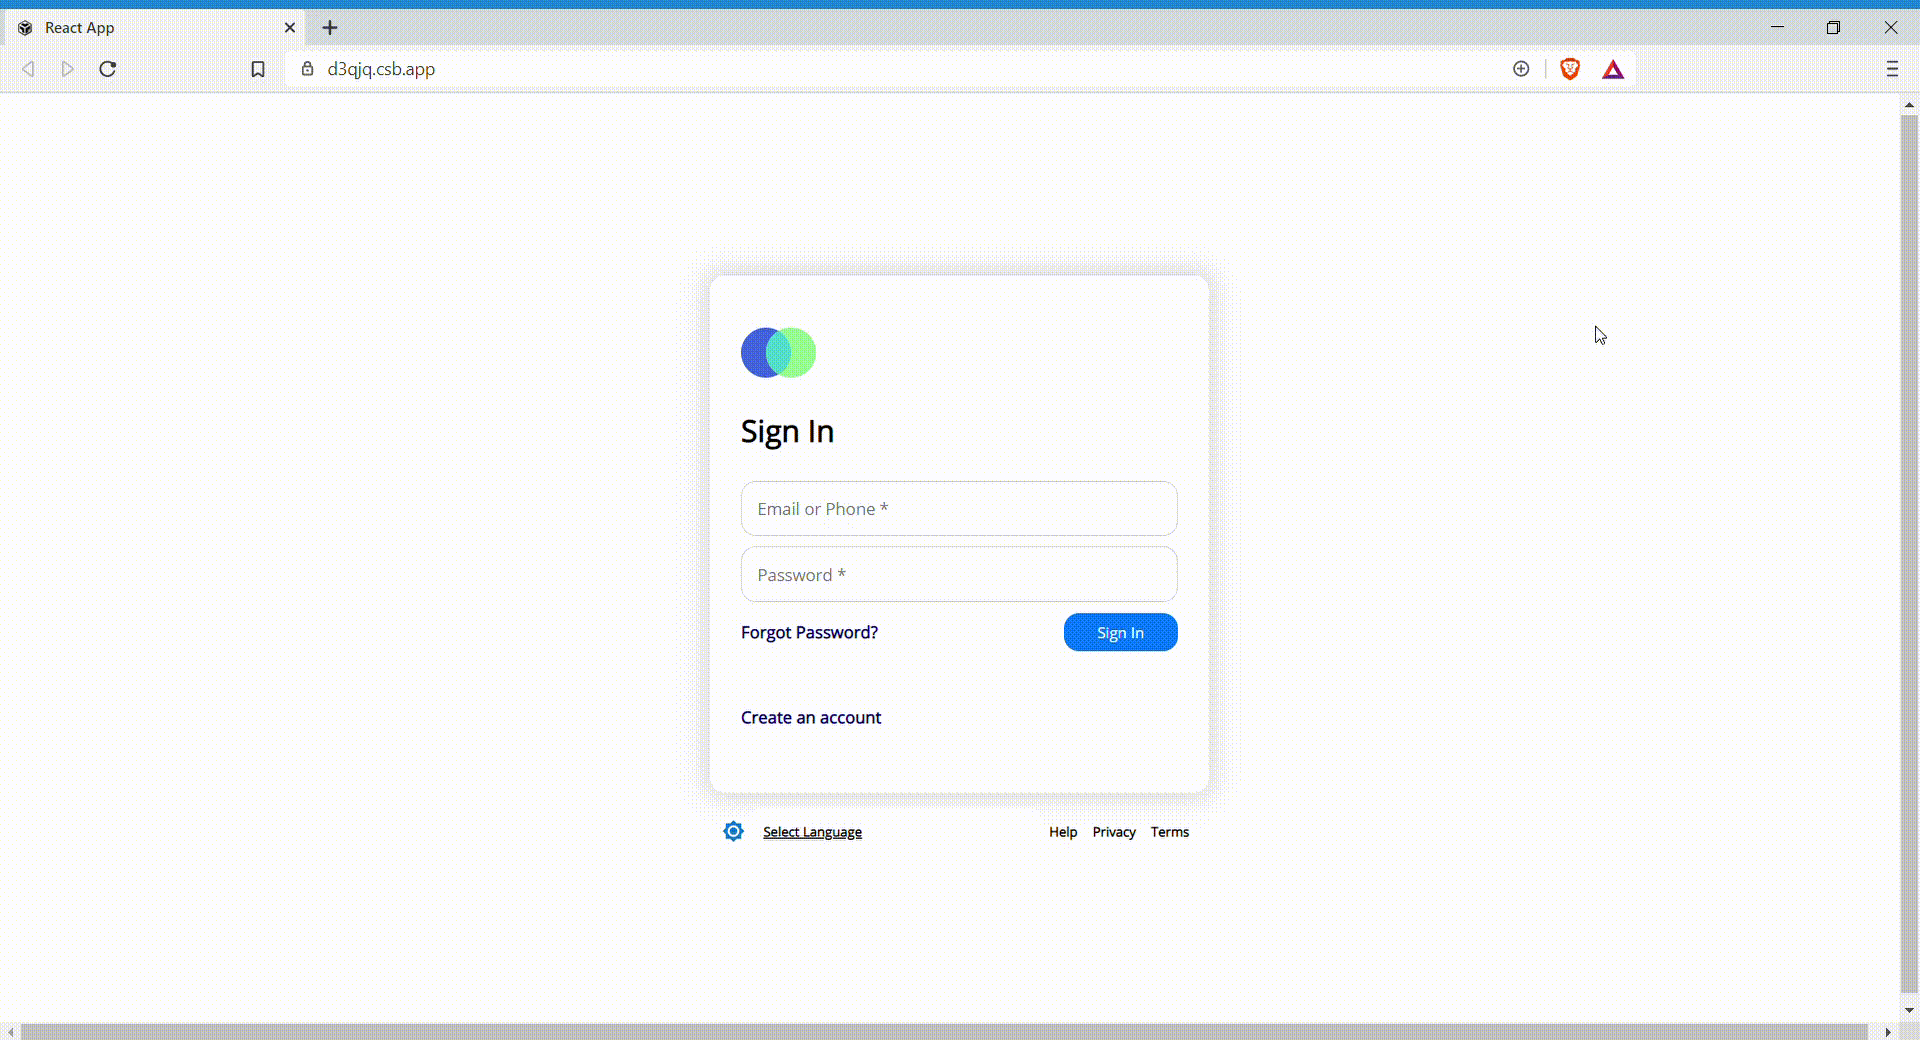 React App
d3qjq.csb.app
Sign In
Email or Phone *
Password *
Forgot Password? Sign In
Create an account
Select Language Help Privacy Terms